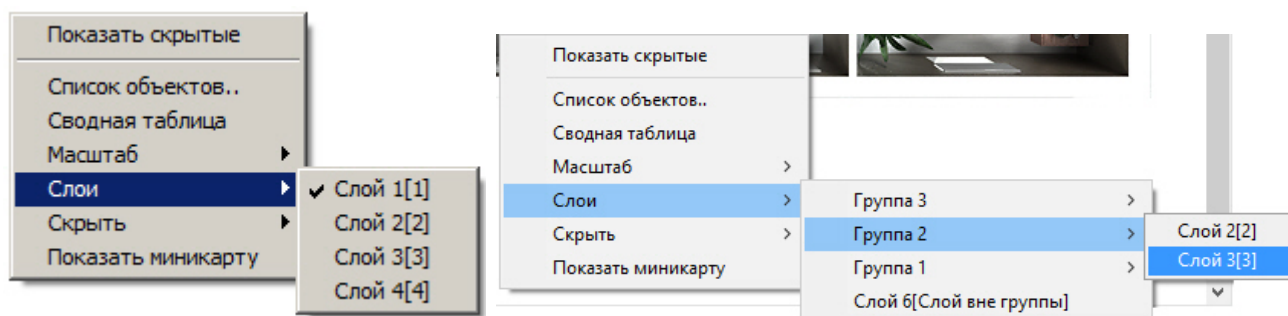 Показать скрытые
Список объектов..
Сводная таблица
Масштаб
Слои
Скрыть
Показать миникарту
Слой 1[1]
Слой 2[2]
Слой 3[3]
Слой 4[4]
Показать скрытые
Список объектов..
Сводная таблица
Масштаб
Слои
Скрыть
Показать миникарту
Группа 3
Группа 2
Группа 1
Слой 6[Слой вне группы]
Слой 2[2]
Слой 3[3]